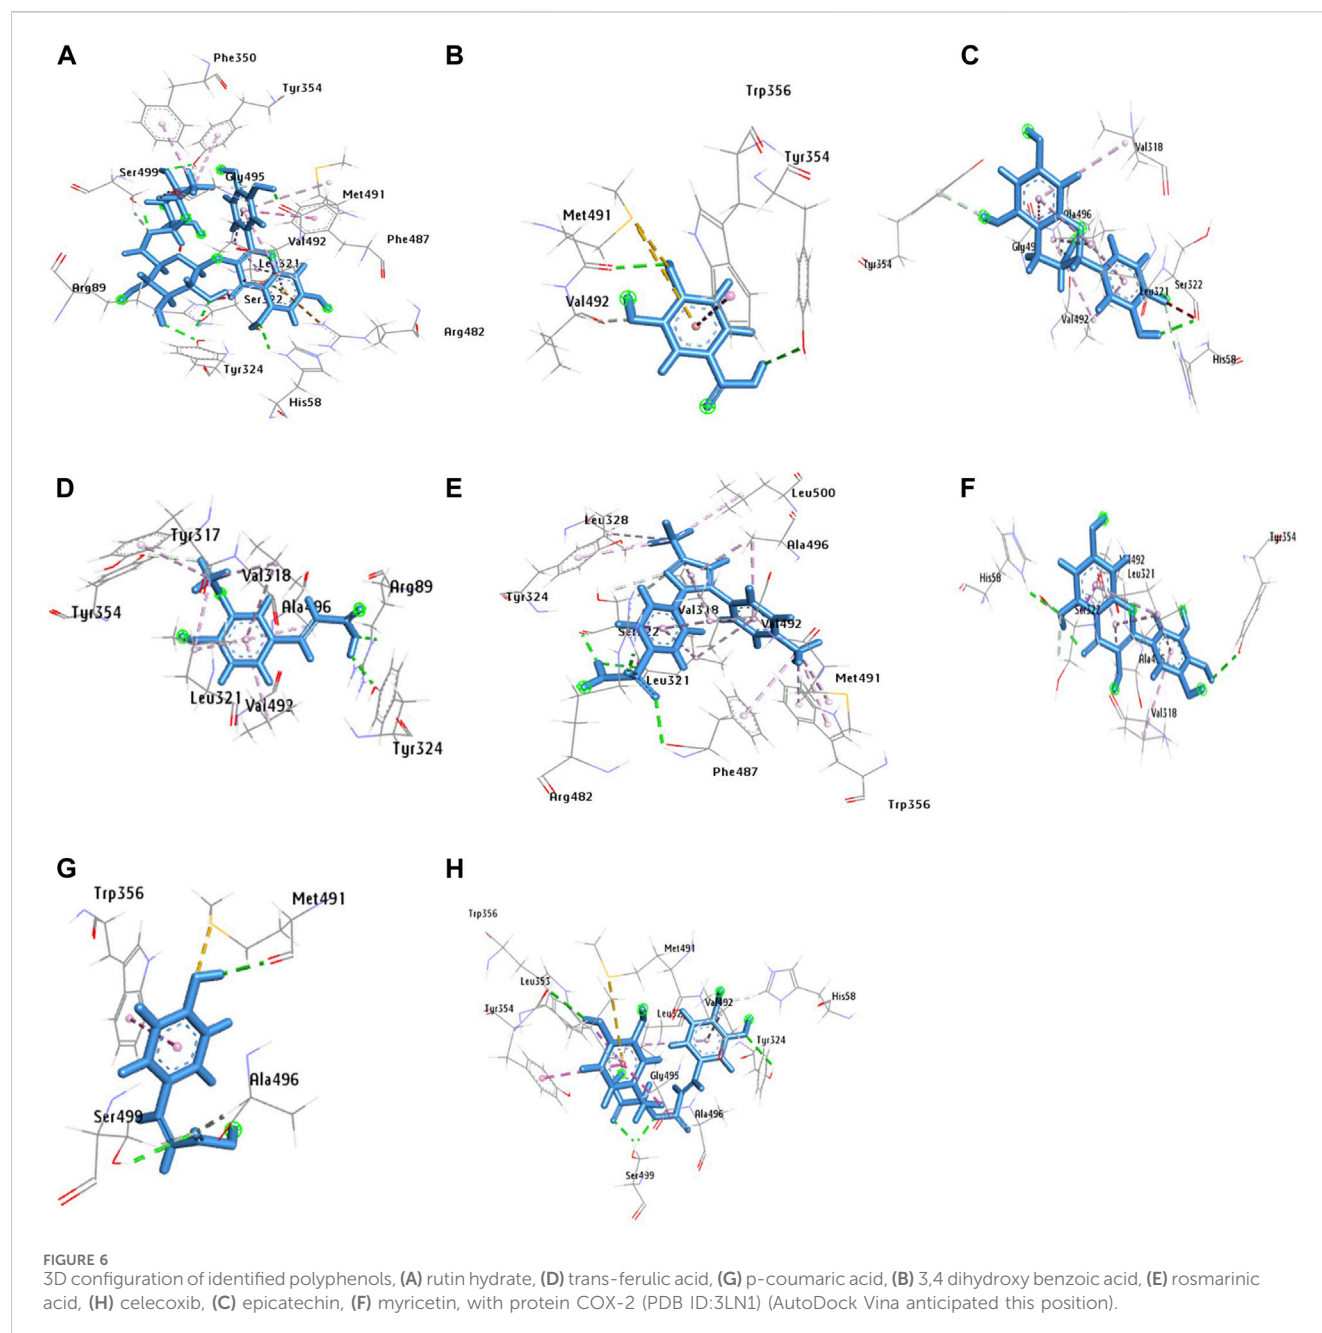 A
Phe350
Tyr354
Ser499
Gly495
Met491
Val492
Phe487
Leu321
Arg89
Ser322
Arg482
Tyr324
His58
B
Trp356
Tyr354
Met491
Val492
C
Val318
Ala496
Tyr354
Leu321
Ser322
Val492
His58
D
Tyr317
Val318
Arg89
Ala496
Tyr354
Leu321
Val492
Tyr324
E
Leu500
Leu328
Ala496
Tyr324
Val318
Val492
Leu321
Met491
Phe487
Arg482
Trp356
F
Tyr354
Leu321
His58
Val318
G
Trp356
Met491
Ala496
Ser499
H
Trp356
Met491
Leu353
His58
Tyr354
Val492
Tyr324
Gly495
Ala496
Ser499
FIGURE 6
3D configuration of identified polyphenols, (A) rutin hydrate, (D) trans-ferulic acid, (G) p-coumaric acid, (B) 3,4 dihydroxy benzoic acid, (E) rosmarinic
acid, (H) celecoxib, (C) epicatechin, (F) myricetin, with protein COX-2 (PDB ID:3LN1) (AutoDock Vina anticipated this position).